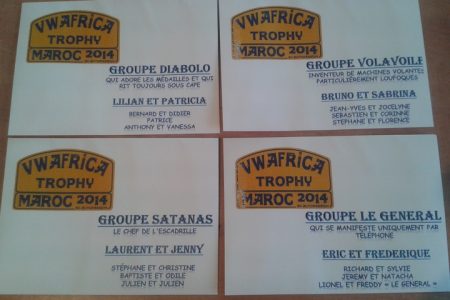 VWAFRICA
TROPHY
MAROC 2014
GROUPE DIABOLO
QUI ADORE LES MÉDAILLES ET QUI
RIT TOUJOURS SOUS CAPE
LILIAN ET PATRICIA
BERNARD ET DIDIER
PATRICE
ANTHONY ET VANESSA
VWAFRICA
TROPHY
MAROC 2014
GROUPE VOLAVOILE
INVENTEUR DE MACHINES VOLANTES
PARTICULIÈREMENT LOUFOQUES
BRUNO ET SABRINA
JEAN-YVES ET JOCELYNE
SEBASTIEN ET CORINNE
STEPHANE ET FLORENCE
VWAFRICA
TROPHY
MAROC 2014
GROUPE SATANAS
LE CHEF DE L'ESCADRILLE
LAURENT ET JENNY
STÉPHANE ET CHRISTINE
BAPTISTE ET ODILE
JULIEN ET JULIEN
VWAFRICA
TROPHY
MAROC 2014
GROUPE LE GENERAL
QUI SE MANIFESTE UNIQUEMENT PAR
TÉLÉPHONE
ERIC ET FREDERIQUE
RICHARD ET SYLVIE
JEREMY ET NATACHA
LIONEL ET FREDDY « LE GENERAL »